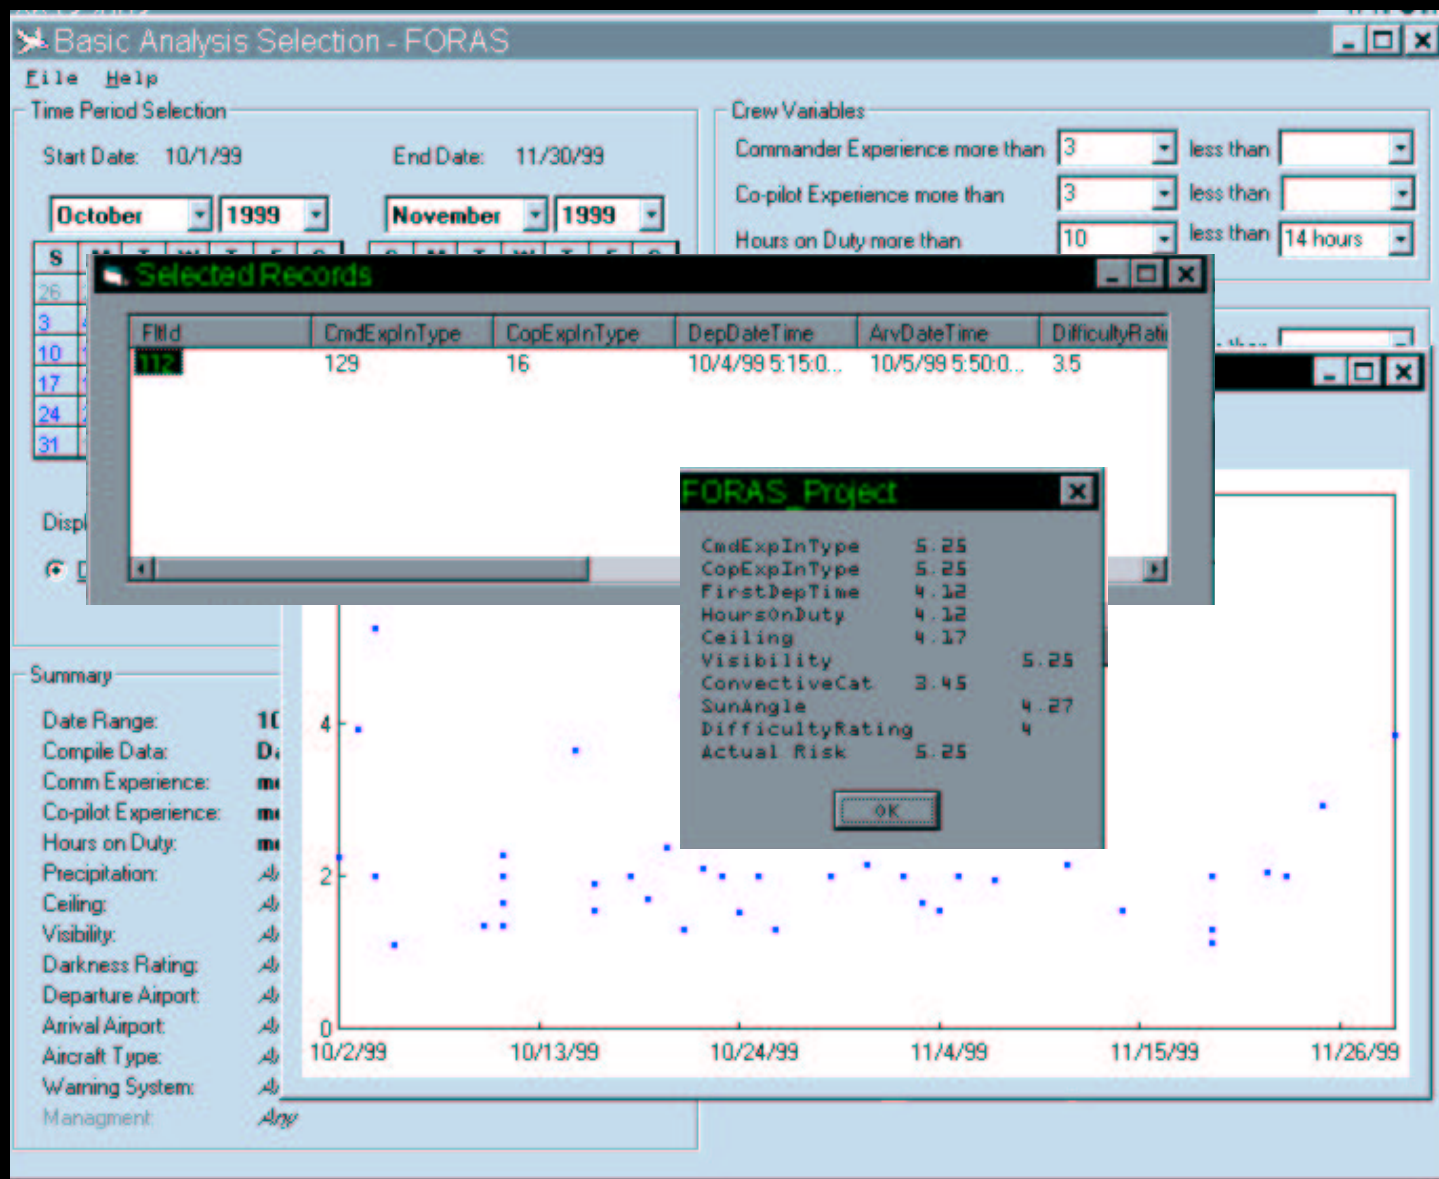 Basic Analysis Selection - FORAS
File Help
Time Period Selection
Start Date: 10/1/99 End Date: 11/30/99
October 1999 November 1999
S M T W T F S S M T W T F S
26
3
10
17
24
31
Crew Variables
Commander Experience more than 3 less than
Co-pilot Experience more than 3 less than
Hours on Duty more than 10 less than 14 hours
Selected Records
FltId CmdExpInType CopExpInType DepDateTime ArvDateTime DifficultyRati
112 129 16 10/4/99 5:15:0... 10/5/99 5:50:0... 3.5
FORAS_Project
CmdExpInType 5.25
CopExpInType 5.25
FirstDepTime 4.12
HoursOnDuty 4.12
Ceiling 4.17
Visibility 5.25
ConvectiveCat 3.45
SunAngle 4.27
DifficultyRating 4
Actual Risk 5.25
OK
Summary
Date Range: 10
Compile Data:
Comm Experience:
Co-pilot Experience:
Hours on Duty:
Precipitation:
Ceiling:
Visibility:
Darkness Rating:
Departure Airport:
Arrival Airport:
Aircraft Type:
Warning System:
Managment: Any
4
2
0
10/2/99 10/13/99 10/24/99 11/4/99 11/15/99 11/26/99